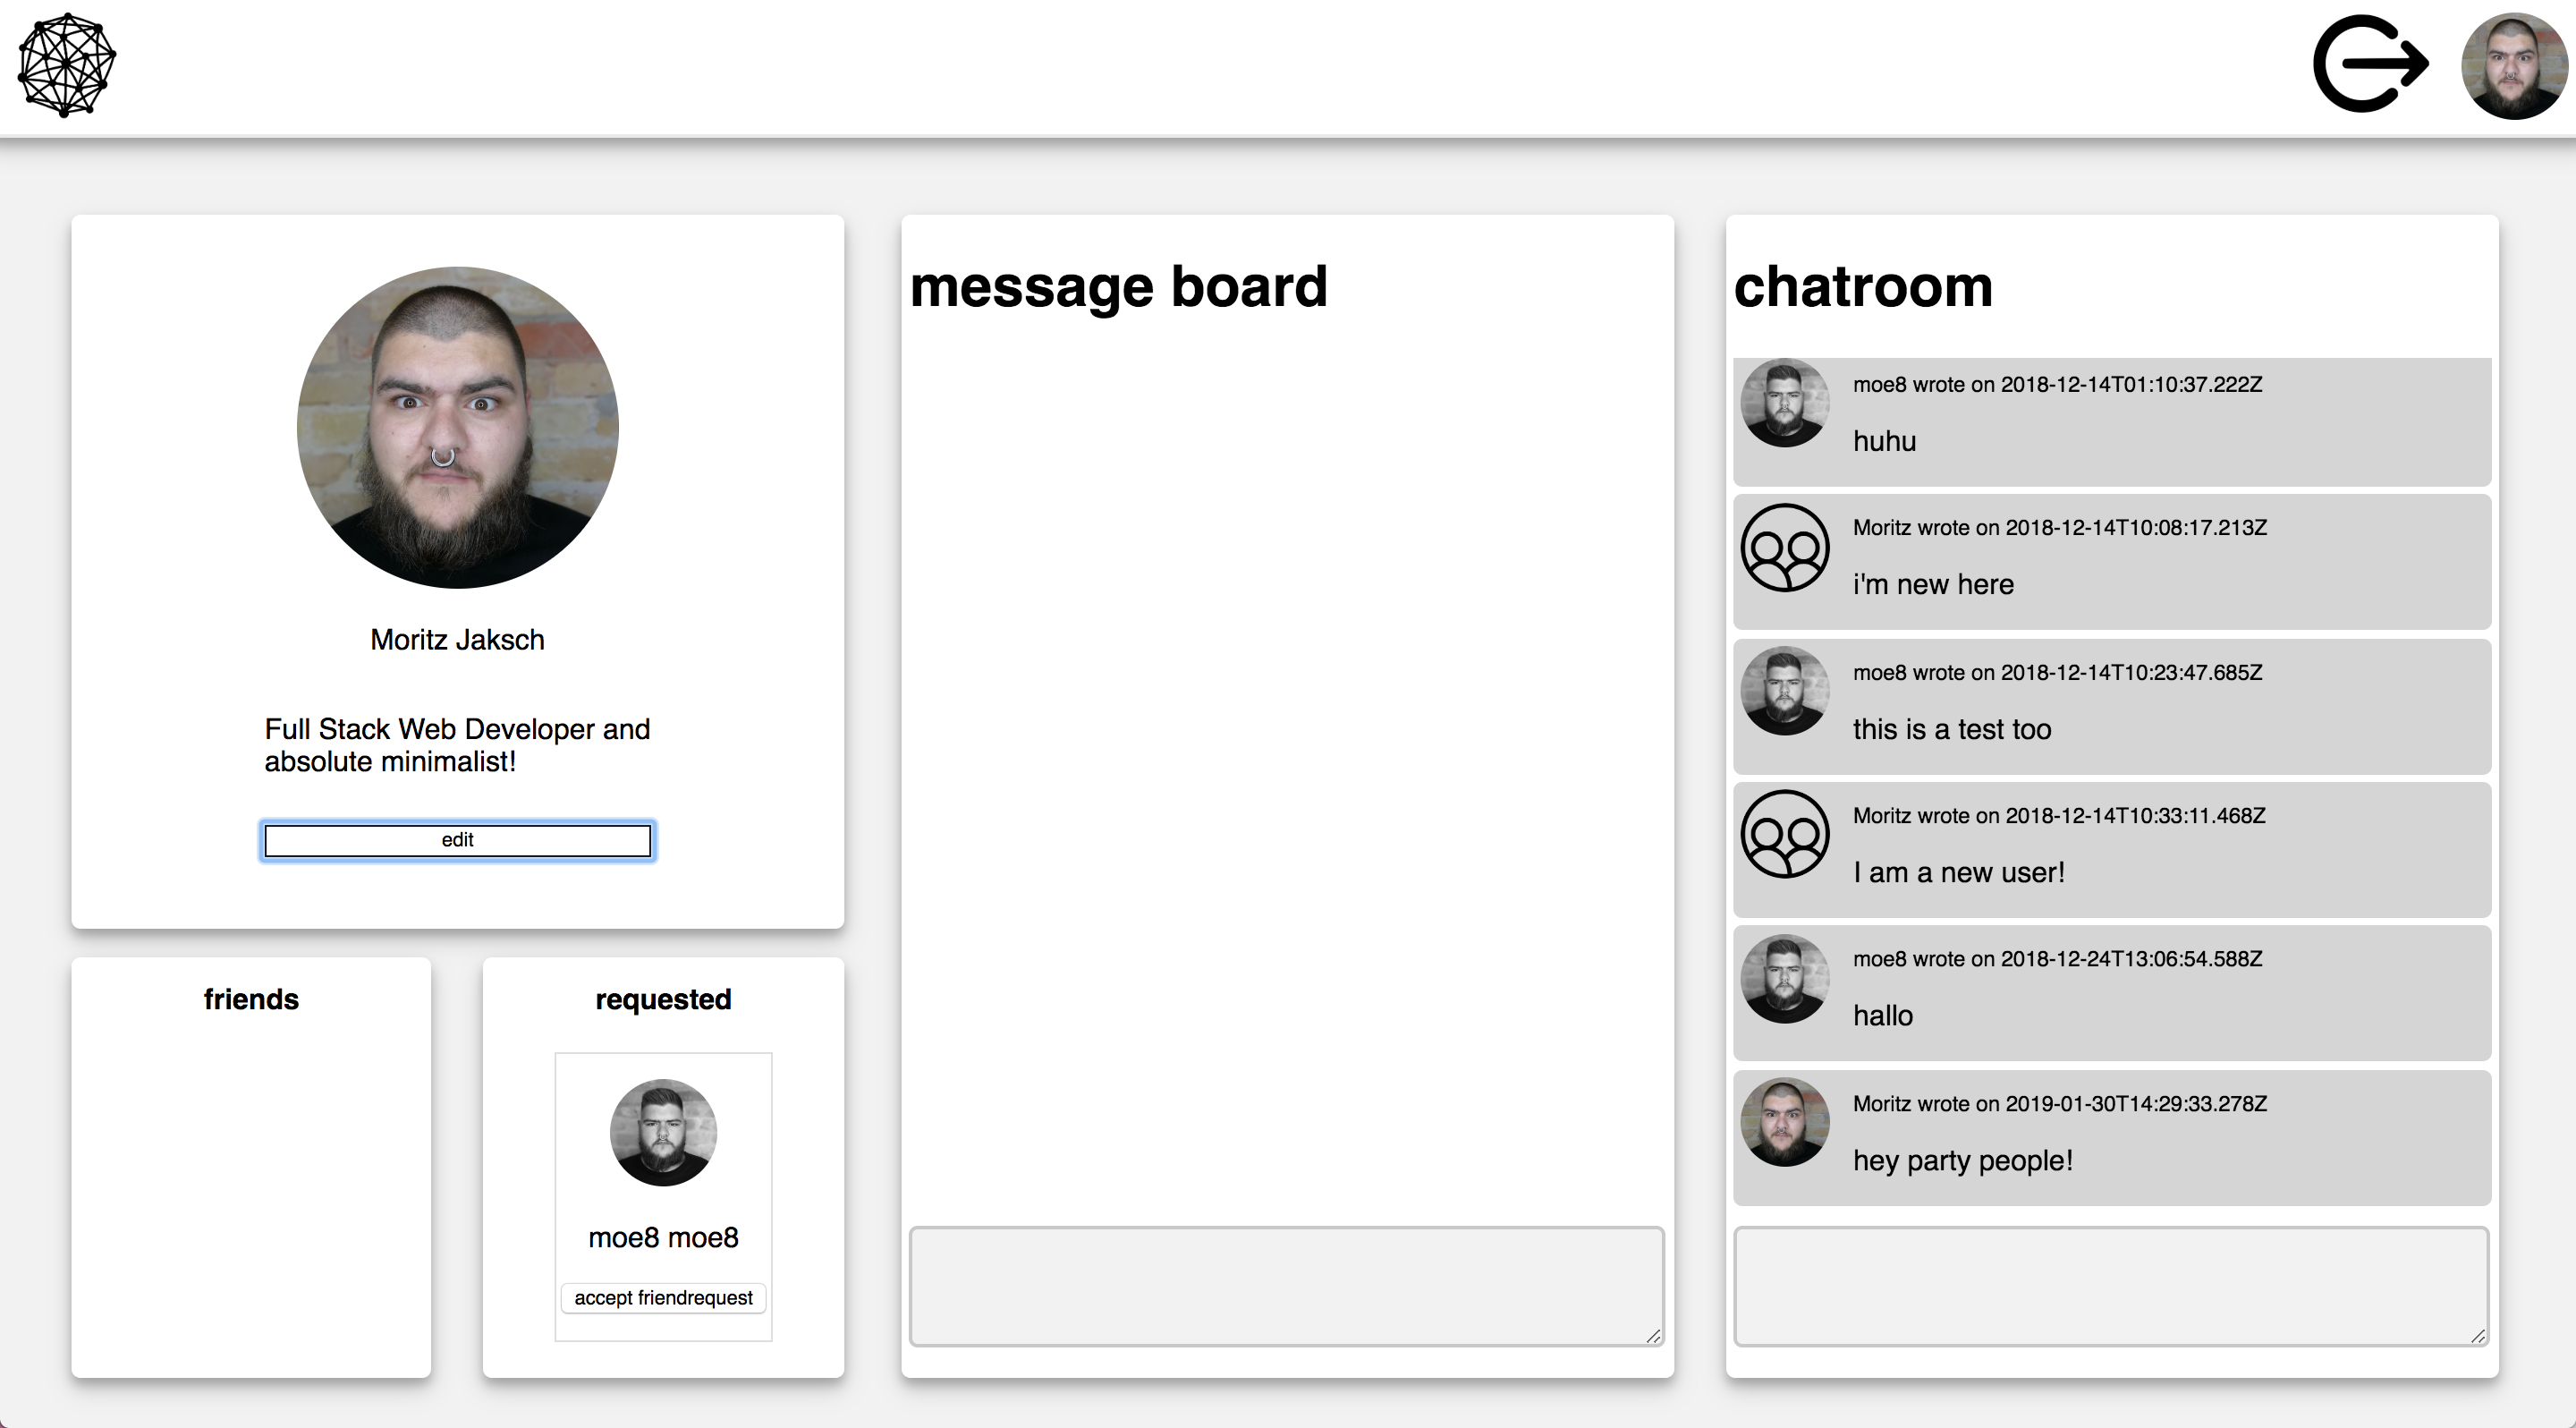 Moritz Jaksch
Full Stack Web Developer and
absolute minimalist!
edit
friends
requested
moe8 moe8
accept friendrequest
message board
chatroom
moe8 wrote on 2018-12-14T01:10:37.222Z
huhu
Moritz wrote on 2018-12-14T10:08:17.213Z
i'm new here
moe8 wrote on 2018-12-14T10:23:47.685Z
this is a test too
Moritz wrote on 2018-12-14T10:33:11.468Z
I am a new user!
moe8 wrote on 2018-12-24T13:06:54.588Z
hallo
Moritz wrote on 2019-01-30T14:29:33.278Z
hey party people!